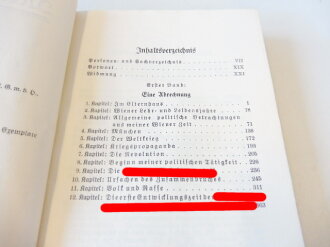 Inhaltsverzeichnis
Personen- und Sachverzeichnis VII
Vorwort XIX
Widmung XXI
Erster Band:
Eine Abrechnung
1. Kapitel: Im Elternhaus 1
2. Kapitel: Wiener Lehr- und Leidensjahre 18
3. Kapitel: Allgemeine politische Betrachtungen
aus meiner Wiener Zeit 71
4. Kapitel: München 138
5. Kapitel: Der Weltkrieg 172
6. Kapitel: Kriegspropaganda 193
7. Kapitel: Die Revolution 205
8. Kapitel: Beginn meiner politischen Tätigkeit 226
9. Kapitel: Die 236
10. Kapitel: Ursachen des Zusammenbruches 245
11. Kapitel: Volk und Rasse 311
12. Kapitel: Die erste Entwicklungszeit der
363
G. m. b. H.,
Exemplare